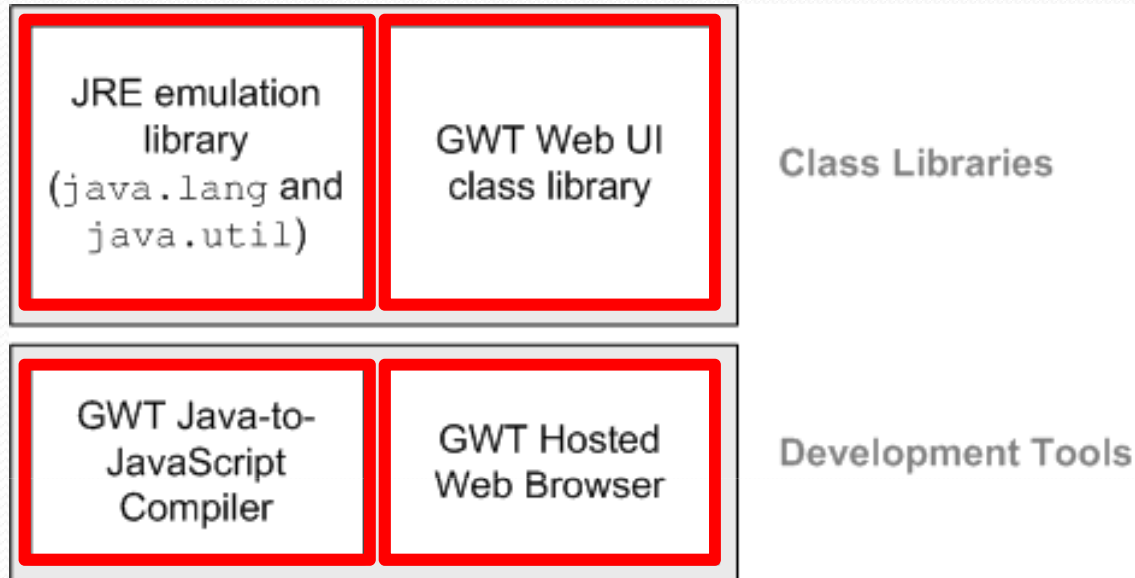 JRE emulation
library
(java.lang and
java.util)
GWT Web UI
class library
Class Libraries
GWT Java-to-
JavaScript
Compiler
GWT Hosted
Web Browser
Development Tools